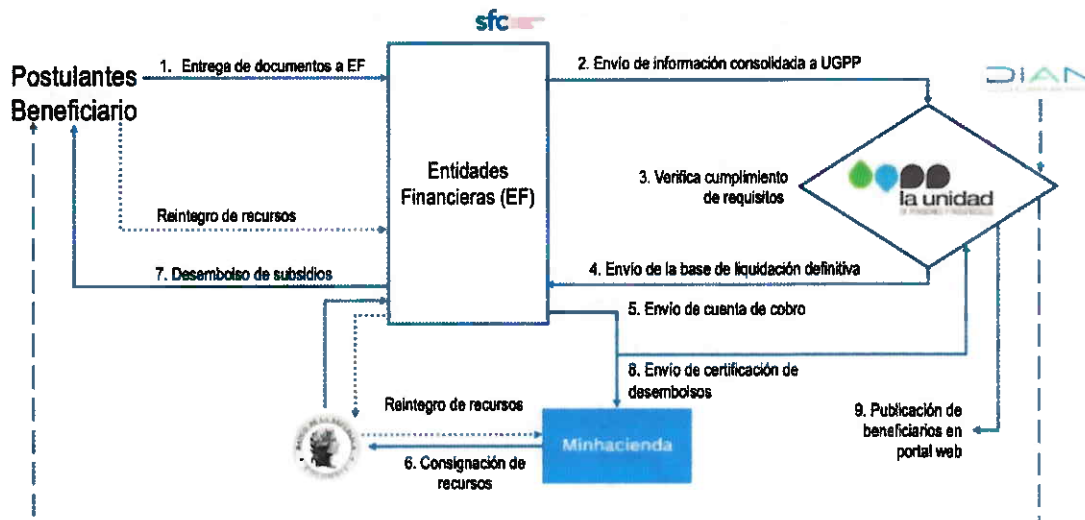 sfc
1. Entrega de documentos a EF
2. Envío de información consolidada a UGPP
Postulantes
Beneficiario
DIAN
Entidades
Financieras (EF)
3. Verifica cumplimiento
de requisitos
la unidad
Reintegro de recursos
7. Desembolso de subsidios
4. Envío de la base de liquidación definitiva
5. Envío de cuenta de cobro
8. Envío de certificación de
desembolsos
Reintegro de recursos
Minhacienda
6. Consignación de
recursos
9. Publicación de
beneficiarios en
portal web